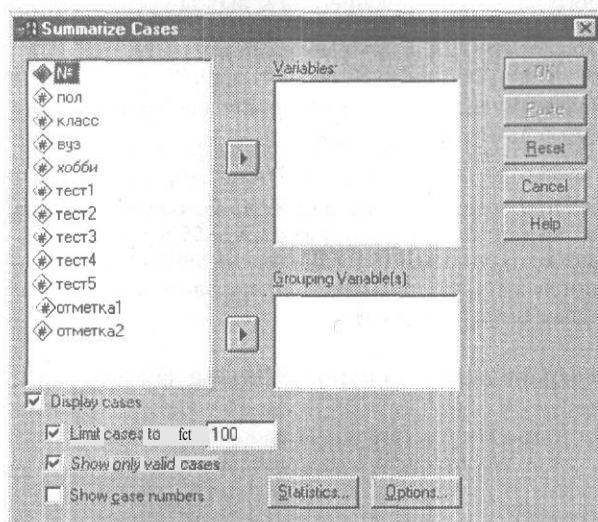 Summarize Cases
№
пол
класс
вуз
хобби
тест1
тест2
тест3
тест4
тест5
отметка1
отметка2
Variables:
Grouping Variable(s):
OK
Paste
Reset
Cancel
Help
Display cases
Limit cases to fct 100
Show only valid cases
Show case numbers
Statistics...
Options...